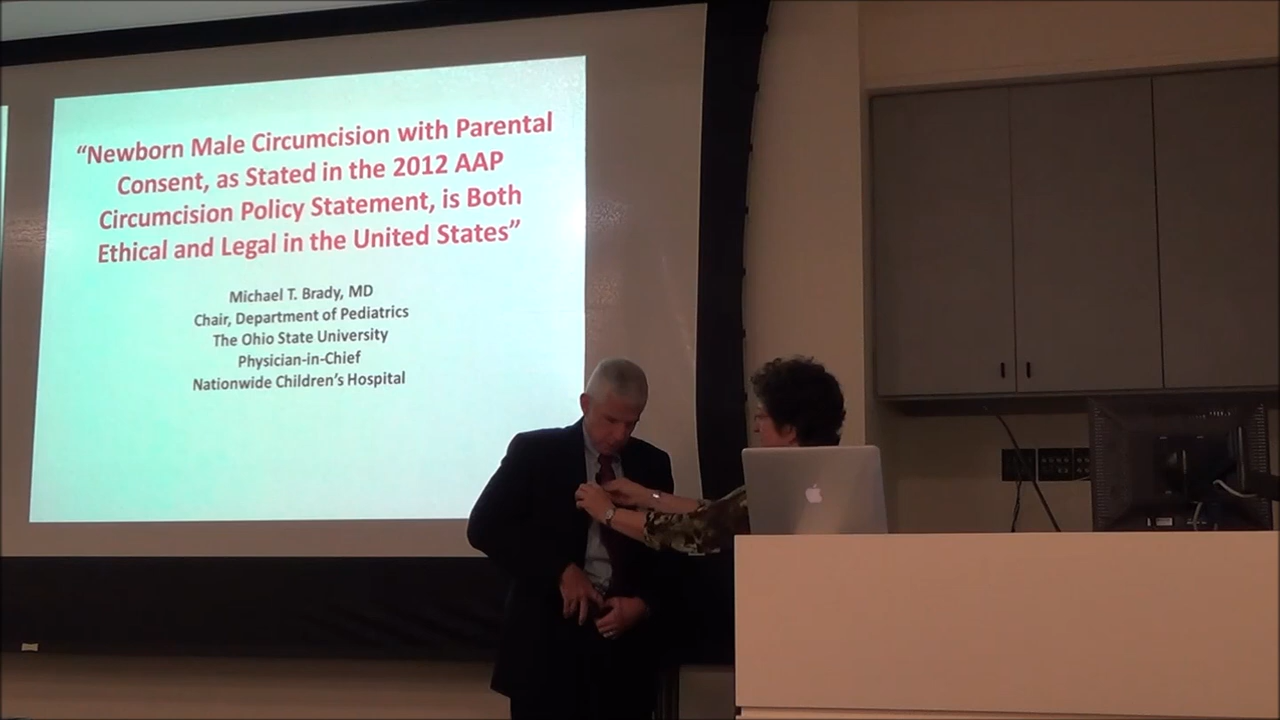 “Newborn Male Circumcision with Parental
Consent, as Stated in the 2012 AAP
Circumcision Policy Statement, is Both
Ethical and Legal in the United States”
Michael T. Brady, MD
Chair, Department of Pediatrics
The Ohio State University
Physician-in-Chief
Nationwide Children’s Hospital